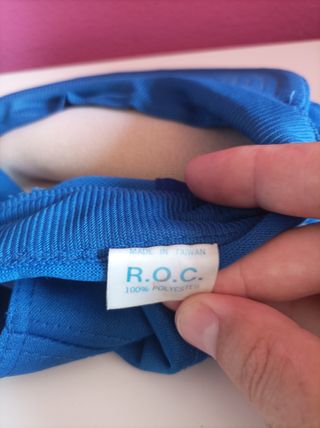 MADE IN TAIWAN
R.O.C.
100% POLYESTER